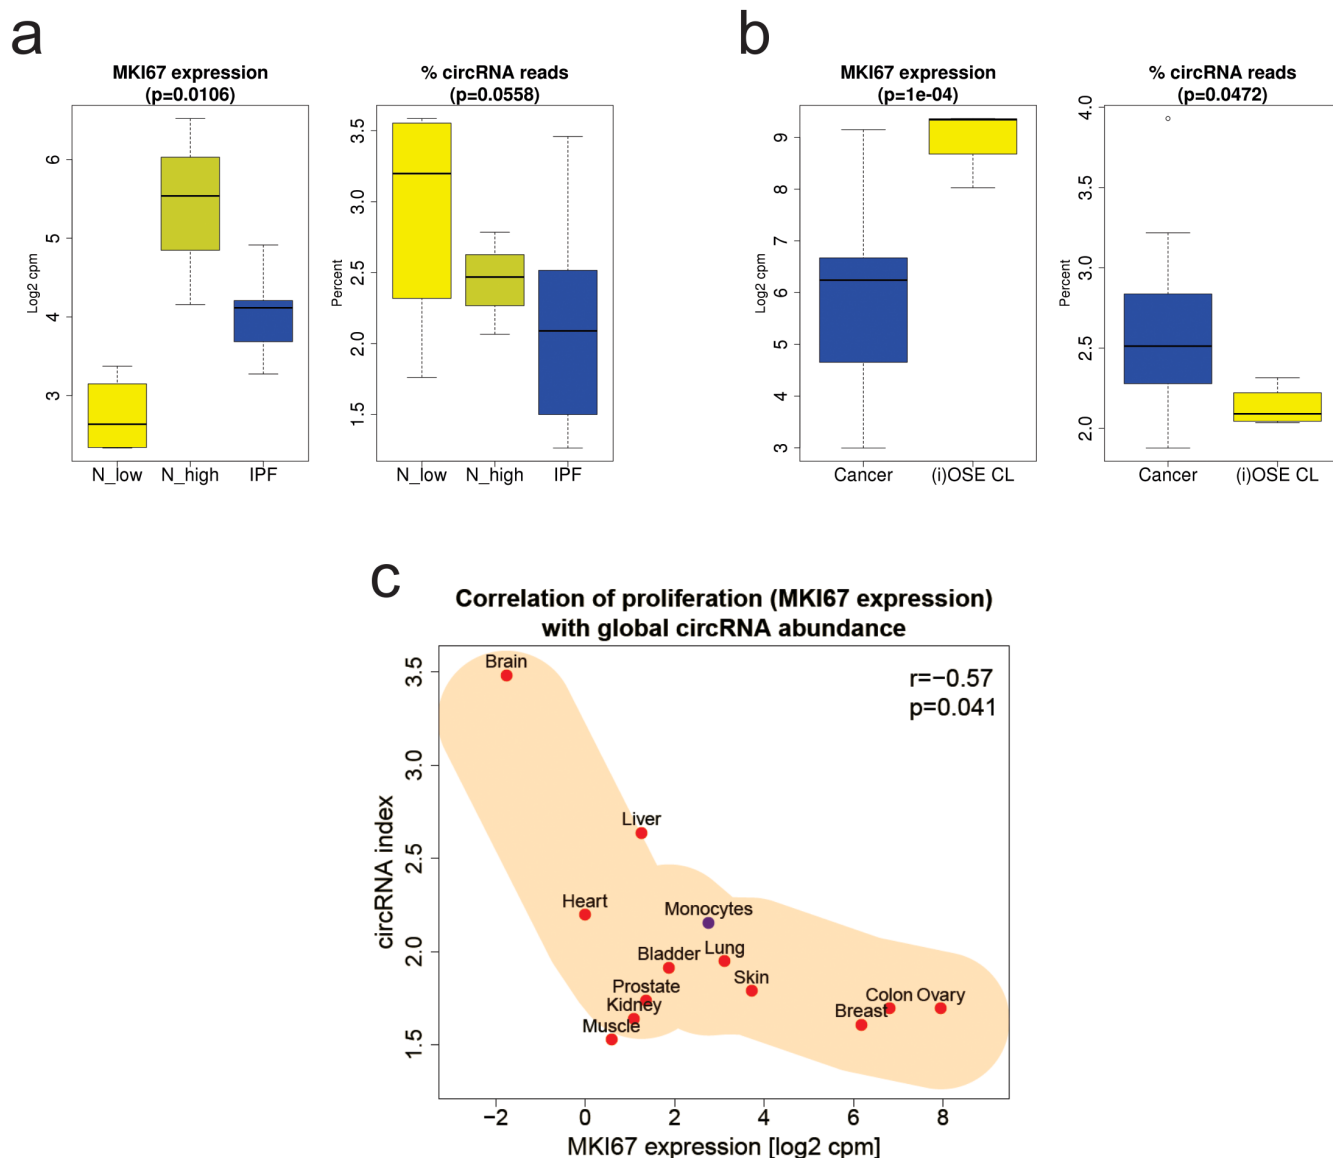 a
MKI67 expression
(p=0.0106)
Log2 cpm
6
5
4
3
N_low N_high IPF
% circRNA reads
(p=0.0558)
Percent
3.5
3.0
2.5
2.0
1.5
N_low N_high IPF
b
MKI67 expression
(p=1e-04)
Log2 cpm
9
8
7
6
5
4
3
Cancer (i)OSE CL
% circRNA reads
(p=0.0472)
Percent
4.0
3.5
3.0
2.5
2.0
Cancer (i)OSE CL
c
Correlation of proliferation (MKI67 expression)
with global circRNA abundance
r=−0.57
p=0.041
circRNA index
3.5
3.0
2.5
2.0
1.5
Brain
Liver
Heart
Monocytes
Bladder
Lung
Skin
Prostate
Kidney
Muscle
Colon
Ovary
Breast
−2 0 2 4 6 8
MKI67 expression [log2 cpm]